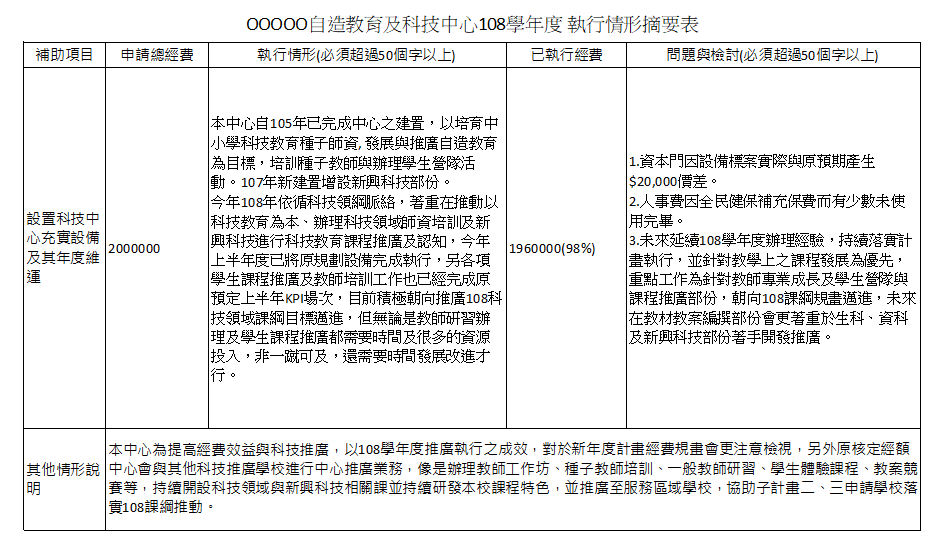 OOOOO自造教育及科技中心108學年度 執行情形摘要表
補助項目
申請總經費
執行情形(必須超過50個字以上)
已執行經費
問題與檢討(必須超過50個字以上)
設置科技中
心充實設備
及其年度維
運
2000000
本中心自105年已完成中心之建置，以培育中
小學科技教育種子師資, 發展與推廣自造教育
為目標，培訓種子教師與辦理學生營隊活
動。107年新建置增設新興科技部份。
今年108年依循科技領綱脈絡，著重在推動以
科技教育為本、辦理科技領域師資培訓及新
興科技進行科技教育課程推廣及認知，今年
上半年度已將原規劃設備完成執行，另各項
學生課程推廣及教師培訓工作也已經完成原
預定上半年KPI場次，目前積極朝向推廣108科
技領域課綱目標邁進，但無論是教師研習辦
理及學生課程推廣都需要時間及很多的資源
投入，非一蹴可及，還需要時間發展改進才
行。
1960000(98%)
1.資本門因設備標案實際與原預期產生
$20,000價差。
2.人事費因全民健保補充保費而有少數未使
用完畢。
3.未來延續108學年度辦理經驗，持續落實計
畫執行，並針對教學上之課程發展為優先，
重點工作為針對教師專業成長及學生營隊與
課程推廣部份，朝向108課綱規畫邁進，未來
在教材教案編撰部份會更著重於生科、資科
及新興科技部份著手開發推廣。
其他情形說
明
本中心為提高經費效益與科技推廣，以108學年度推廣執行之成效，對於新年度計畫經費規畫會更注意檢視，另外原核定經額
中心會與其他科技推廣學校進行中心推廣業務，像是辦理教師工作坊、種子教師培訓、一般教師研習、學生體驗課程、教案競
賽等，持續開設科技領域與新興科技相關課並持續研發本校課程特色，並推廣至服務區域學校，協助子計畫二、三申請學校落
實108課綱推動。